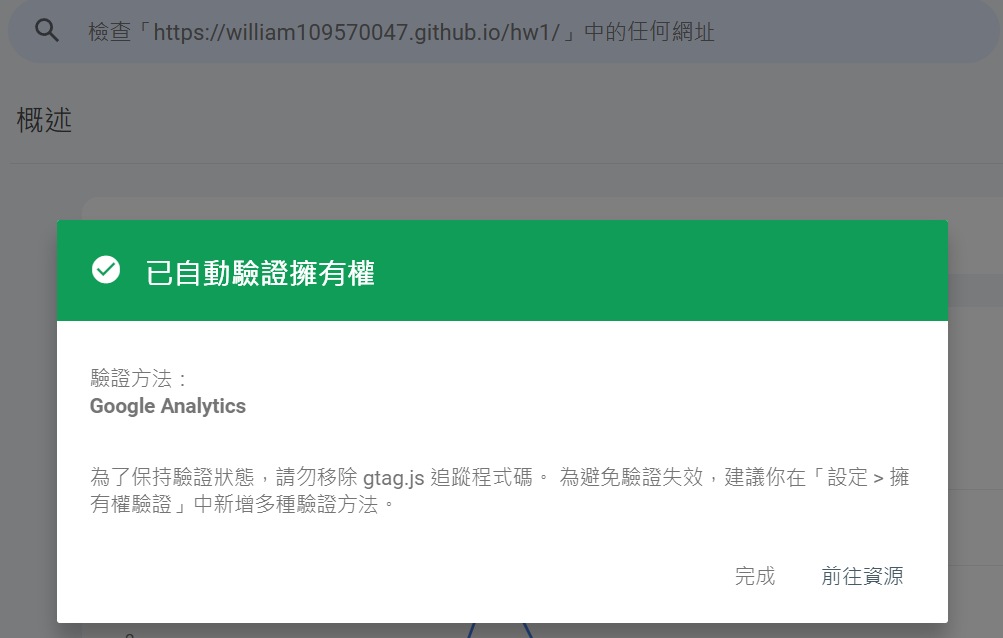 檢查「https://william109570047.github.io/hw1/」中的任何網址
概述
已自動驗證擁有權
驗證方法：
Google Analytics
為了保持驗證狀態，請勿移除 gtag.js 追蹤程式碼。 為避免驗證失效，建議你在「設定 > 擁
有權驗證」中新增多種驗證方法。
完成 前往資源